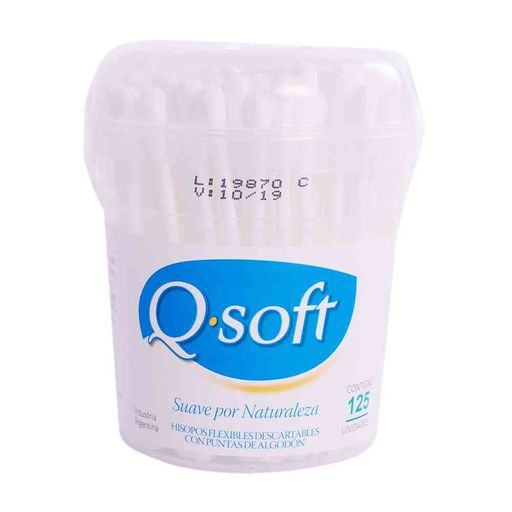 L:19870 C
V:10/19
Q·soft
Suave por Naturaleza
HISOPOS FLEXIBLES DESCARTABLES
CON PUNTAS DE ALGODÓN
Industria
Argentina
CONTIENE
125
UNIDADES